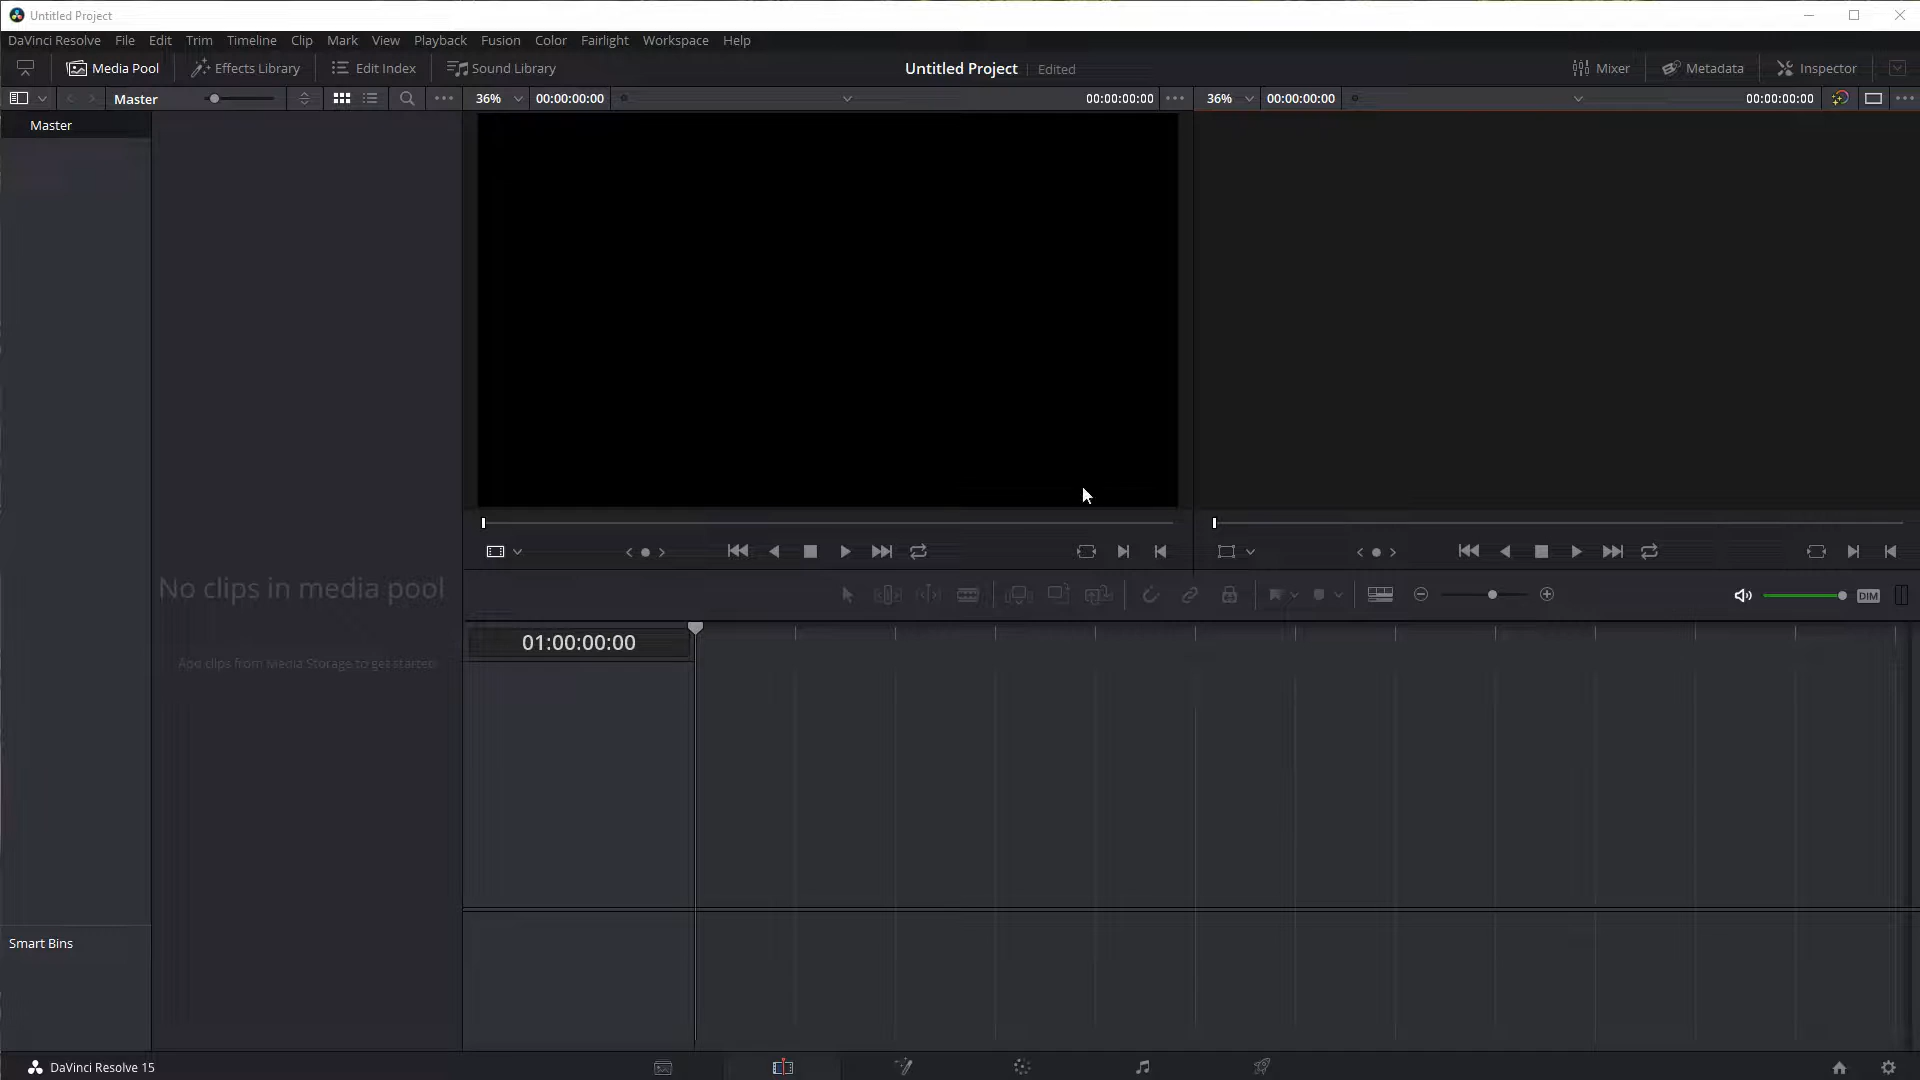 Untitled Project
DaVinci Resolve File Edit Trim Timeline Clip Mark View Playback Fusion Color Fairlight Workspace Help
Media Pool Effects Library Edit Index Sound Library Untitled Project Edited Mixer Metadata Inspector
Master 36% 00:00:00:00 00:00:00:00 36% 00:00:00:00 00:00:00:00
Master
DIM
No clips in media pool
01:00:00:00
Add clips from Media Storage to get started
Smart Bins
DaVinci Resolve 15